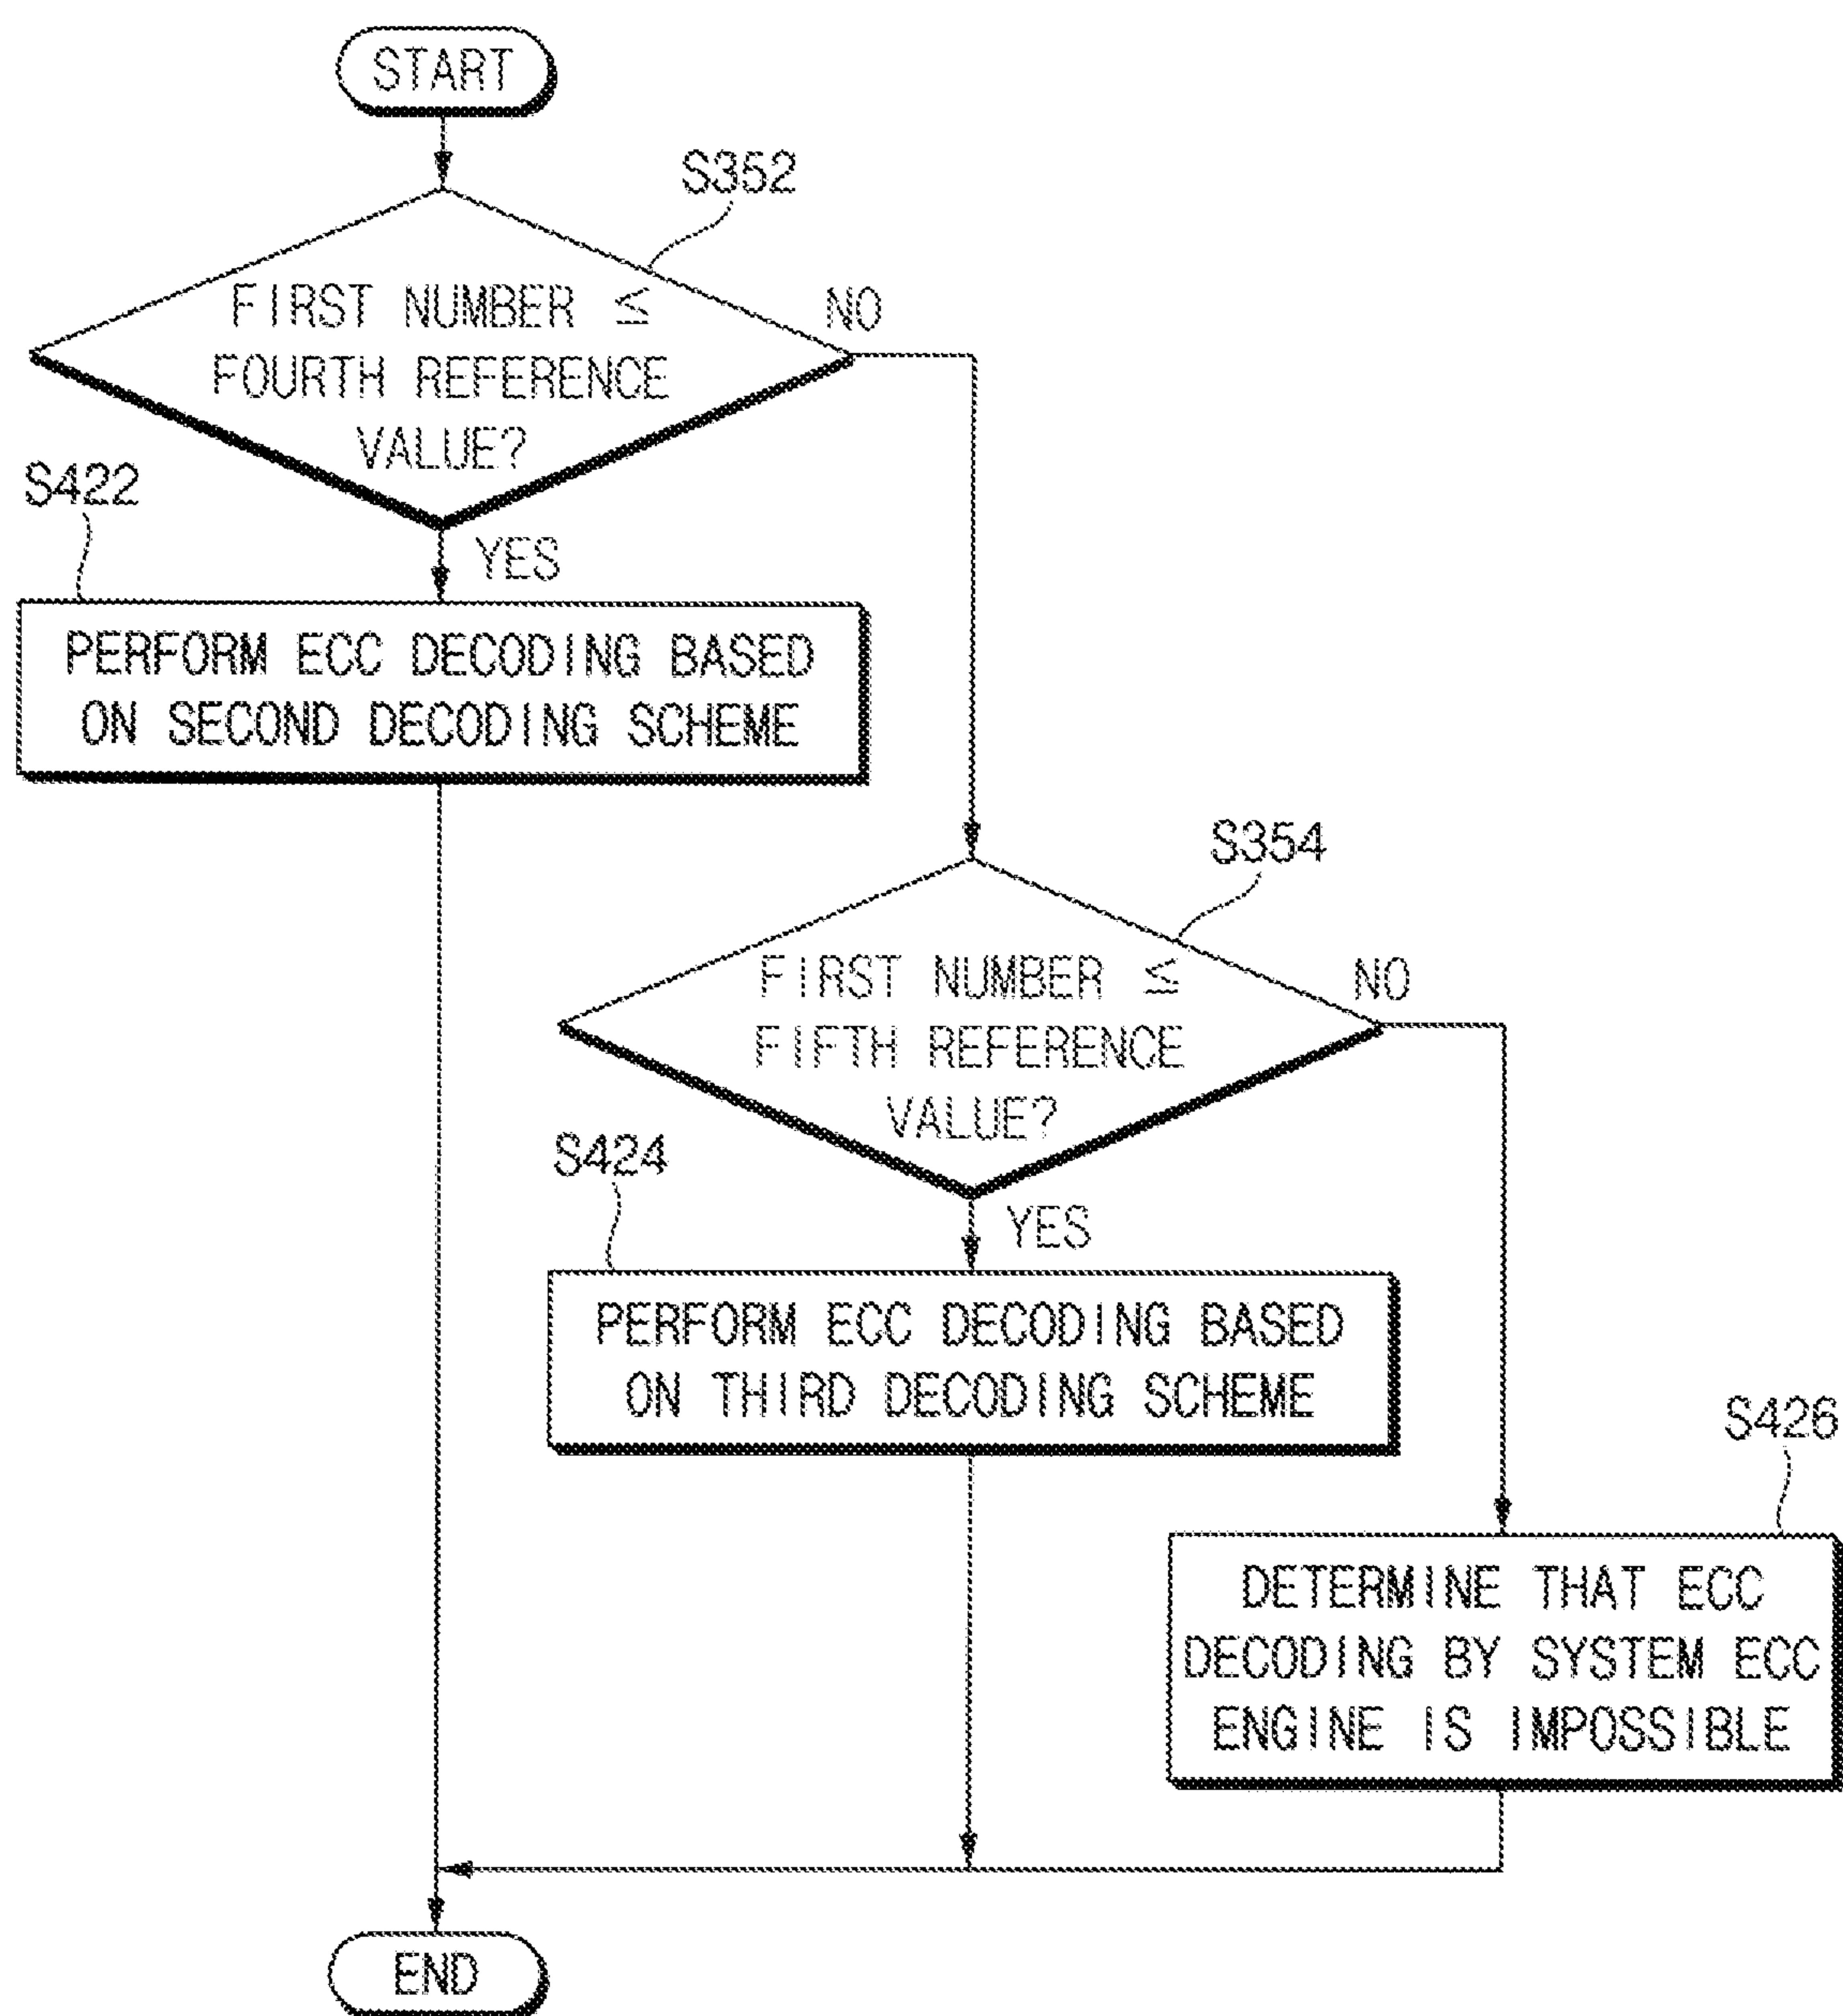 START
S352
FIRST NUMBER ≦
FOURTH REFERENCE
VALUE?
NO
S422
YES
PERFORM ECC DECODING BASED
ON SECOND DECODING SCHEME
S354
FIRST NUMBER ≦
FIFTH REFERENCE
VALUE?
NO
S424
YES
PERFORM ECC DECODING BASED
ON THIRD DECODING SCHEME
S426
DETERMINE THAT ECC
DECODING BY SYSTEM ECC
ENGINE IS IMPOSSIBLE
END